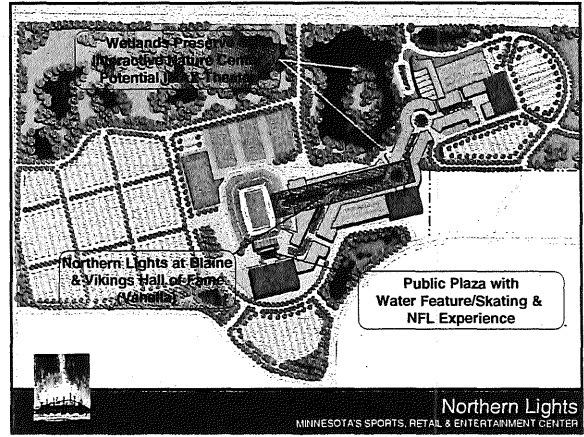 Wetlands Preserve
Interactive Nature Center
Potential IMAX Theater
Northern Lights at Blaine
& Vikings Hall of Fame
(Valhalla)
Public Plaza with
Water Feature/Skating &
NFL Experience
Northern Lights
MINNESOTA'S SPORTS, RETAIL & ENTERTAINMENT CENTER